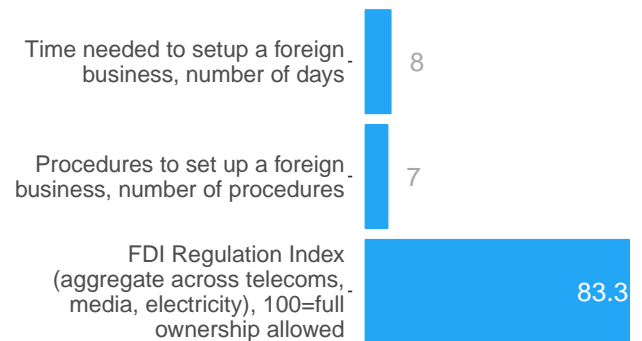 Time needed to setup a foreign
business, number of days
8
Procedures to set up a foreign
business, number of procedures
7
FDI Regulation Index
(aggregate across telecoms,
media, electricity), 100=full
ownership allowed
83.3